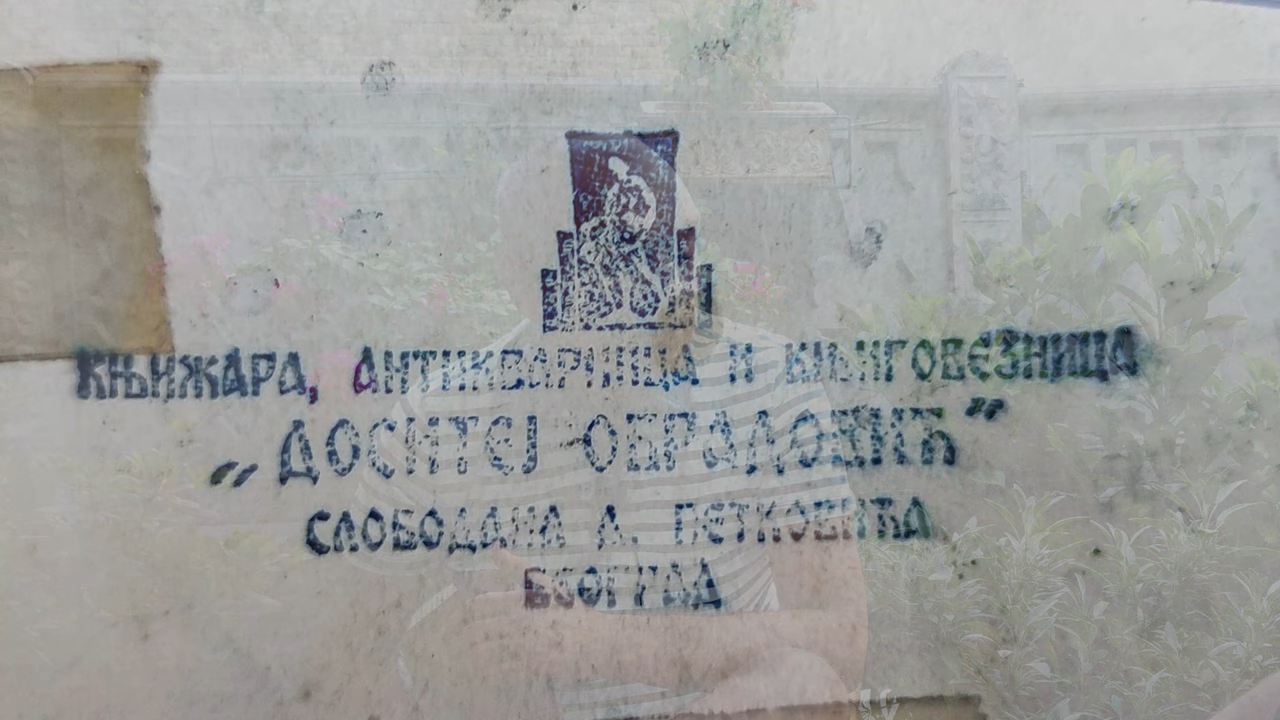 КЊИЖАРА, АНТИКВАРНИЦА И КЊИГОВЕЗНИЦА
„ДОСИТЕЈ ОБРАДОВИЋ"
СЛОБОДАНА Д. ПЕТКОВИЋА
БЕОГРАД